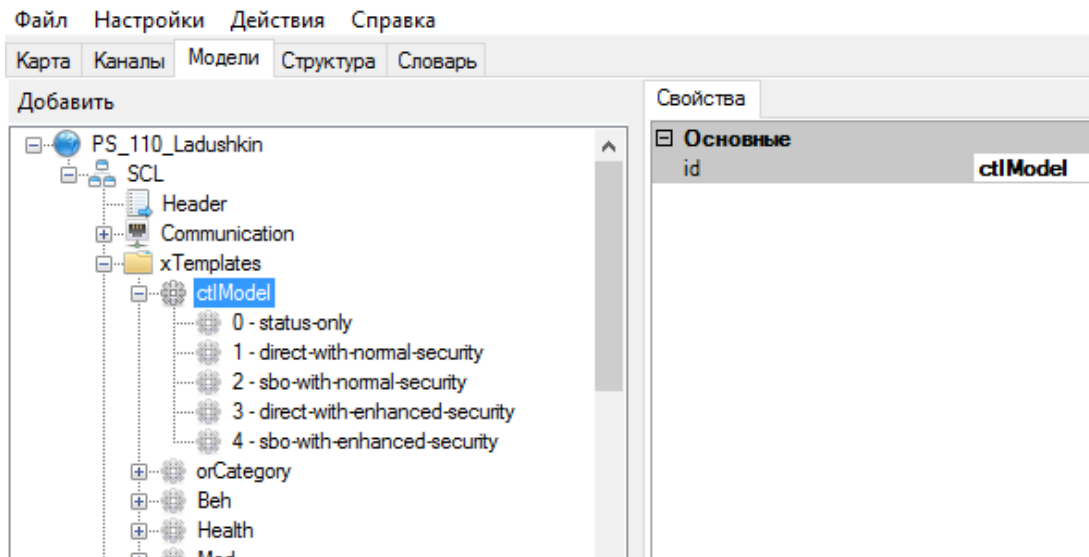 Файл Настройки Действия Справка
Карта Каналы Модели Структура Словарь
Добавить
Свойства
PS_110_Ladushkin
SCL
Header
Communication
xTemplates
ctlModel
0 - status-only
1 - direct-with-normal-security
2 - sbo-with-normal-security
3 - direct-with-enhanced-security
4 - sbo-with-enhanced-security
orCategory
Beh
Health
Основные
id ctlModel